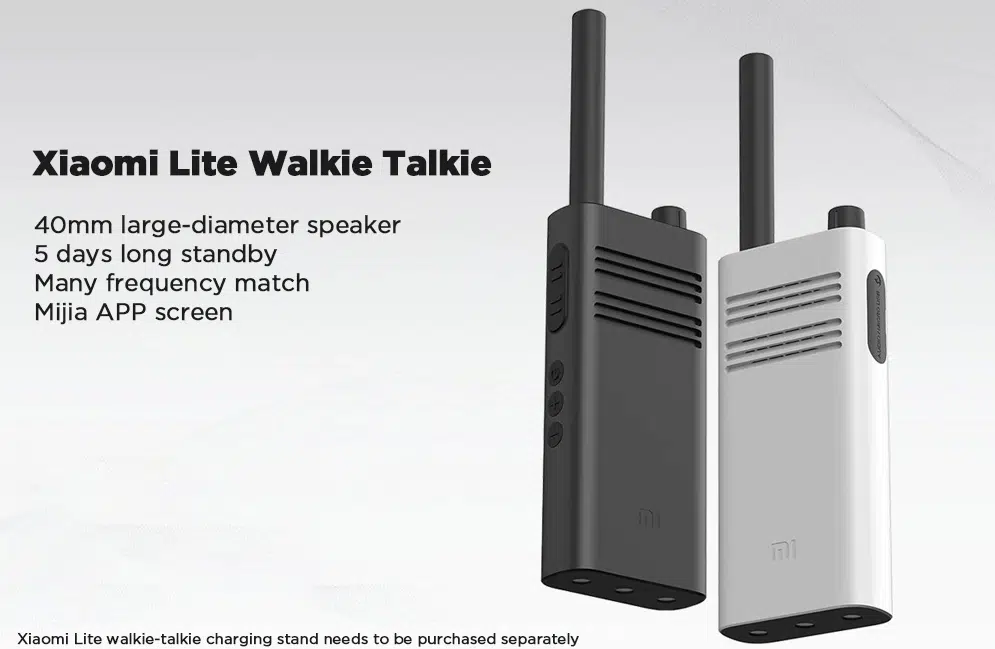 Xiaomi Lite Walkie Talkie
40mm large-diameter speaker
5 days long standby
Many frequency match
Mijia APP screen
mi
mi
Xiaomi Lite walkie-talkie charging stand needs to be purchased separately